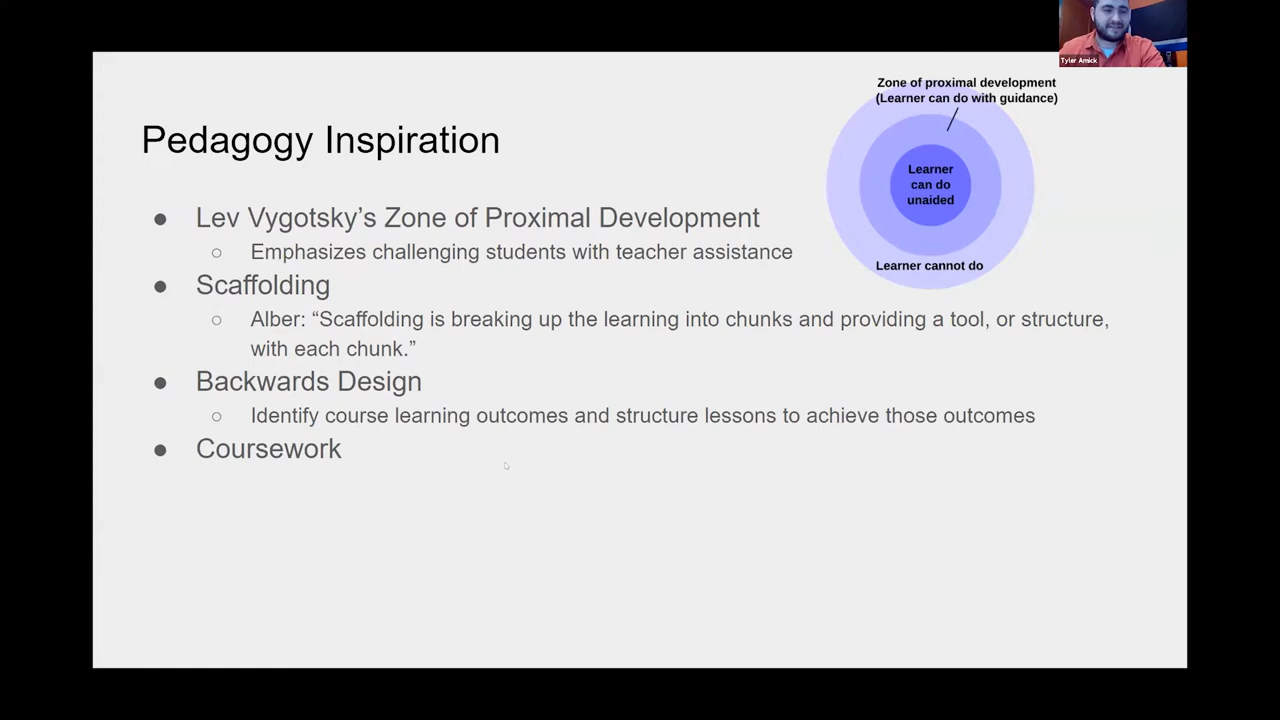 Tyler Amick
Zone of proximal development
(Learner can do with guidance)
Pedagogy Inspiration
Learner
can do
unaided
● Lev Vygotsky’s Zone of Proximal Development
○ Emphasizes challenging students with teacher assistance
Learner cannot do
● Scaffolding
○ Alber: “Scaffolding is breaking up the learning into chunks and providing a tool, or structure,
with each chunk.”
● Backwards Design
○ Identify course learning outcomes and structure lessons to achieve those outcomes
● Coursework